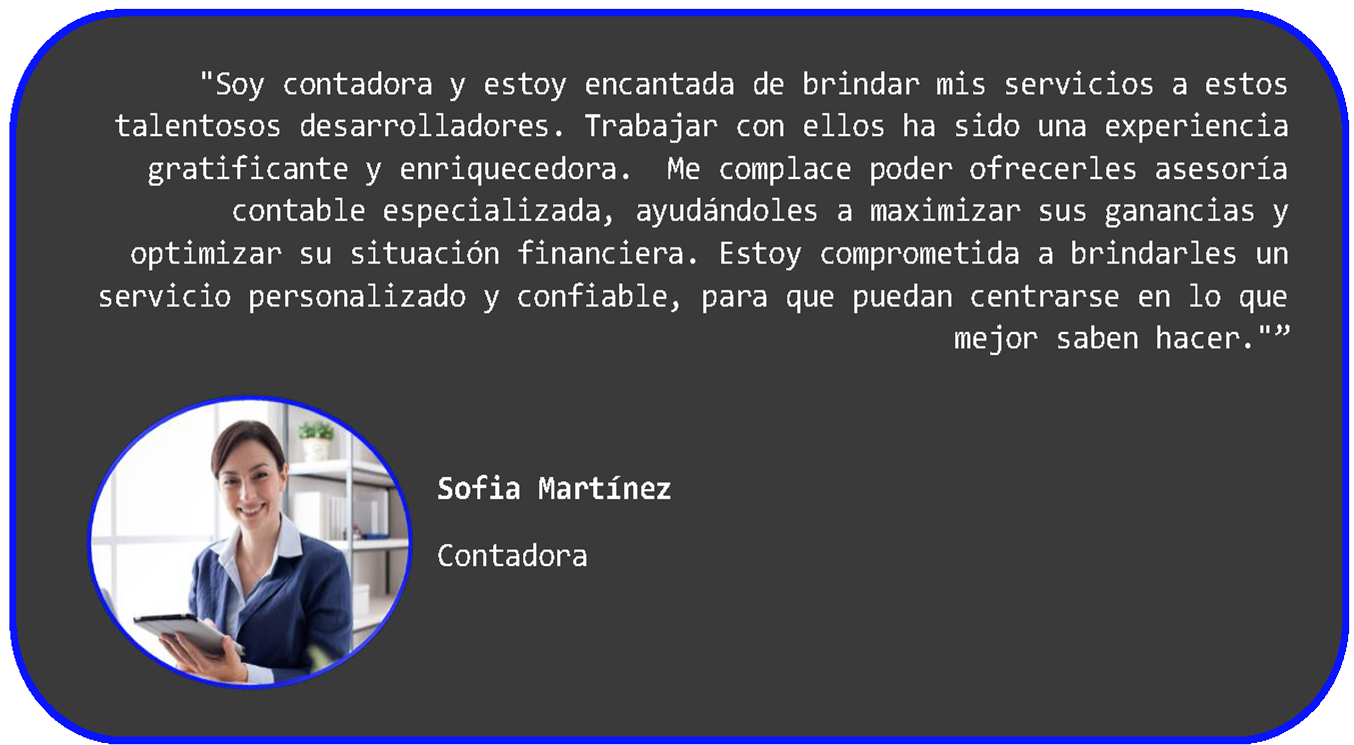 "Soy contadora y estoy encantada de brindar mis servicios a estos
talentosos desarrolladores. Trabajar con ellos ha sido una experiencia
gratificante y enriquecedora.  Me complace poder ofrecerles asesoría
contable especializada, ayudándoles a maximizar sus ganancias y
optimizar su situación financiera. Estoy comprometida a brindarles un
servicio personalizado y confiable, para que puedan centrarse en lo que
mejor saben hacer."”
Sofia Martínez
Contadora